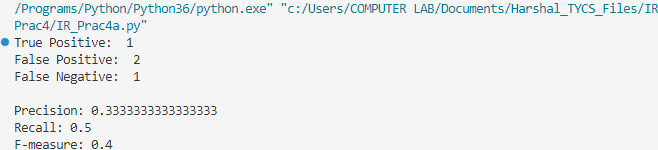 /Programs/Python/Python36/python.exe" "c:/Users/COMPUTER LAB/Documents/Harshal_TYCS_Files/IR
Prac4/IR_Prac4a.py"
True Positive:  1
False Positive:  2
False Negative:  1
Precision: 0.3333333333333333
Recall: 0.5
F-measure: 0.4